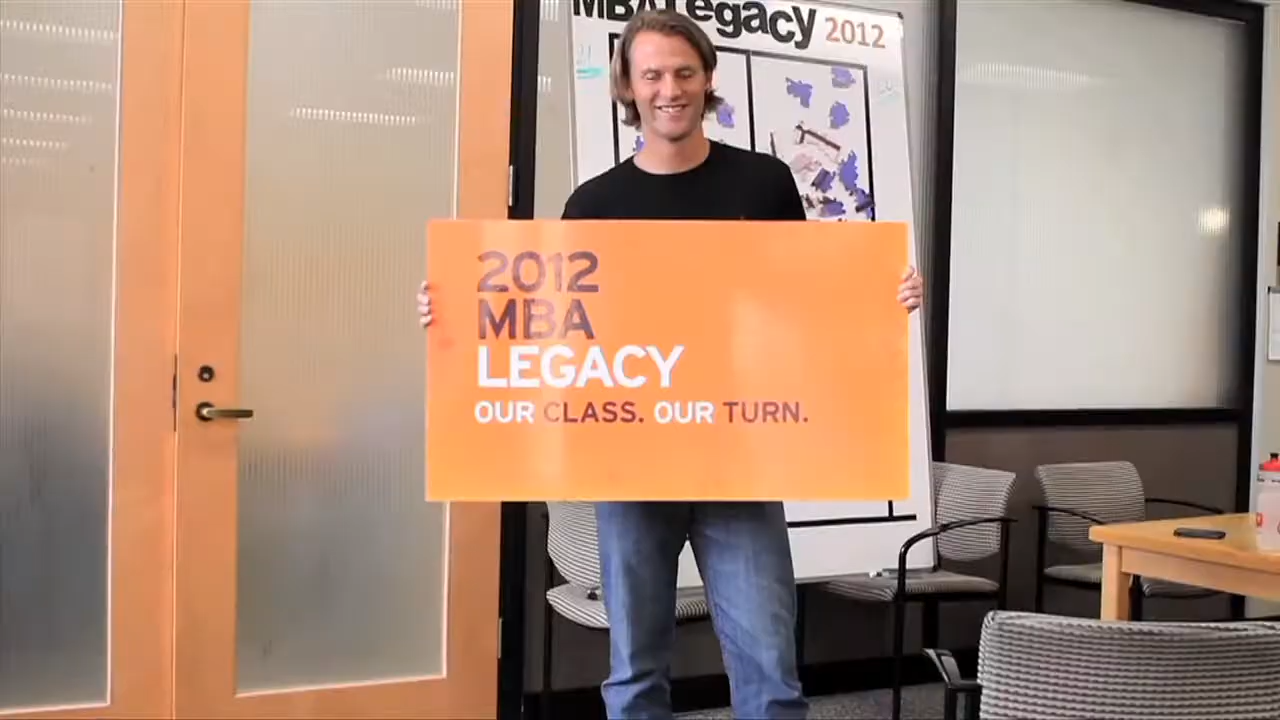 MBA Legacy 2012
2012
MBA
LEGACY
OUR CLASS. OUR TURN.